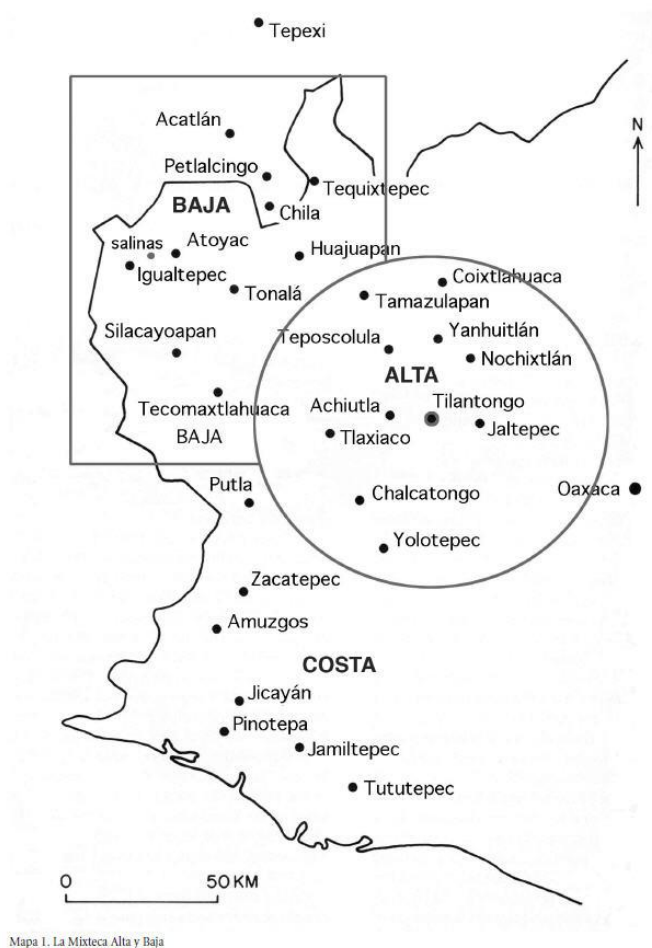 Tepexi
Acatlán
N
Petlalcingo
Tequixtepec
BAJA
Chila
salinas
Atoyac
Huajuapan
Igualtepec
Coixtlahuaca
Tonalá
Tamazulapan
Silacayoapan
Teposcolula
Yanhuitlán
Nochixtlán
ALTA
Tecomaxtlahuaca
Achiutla
Tilantongo
BAJA
Tlaxiaco
Jaltepec
Putla
Chalcatongo
Oaxaca
Yolotepec
Zacatepec
Amuzgos
COSTA
Jicayán
Pinotepa
Jamiltepec
Tututepec
0 50 KM
Mapa 1. La Mixteca Alta y Baja